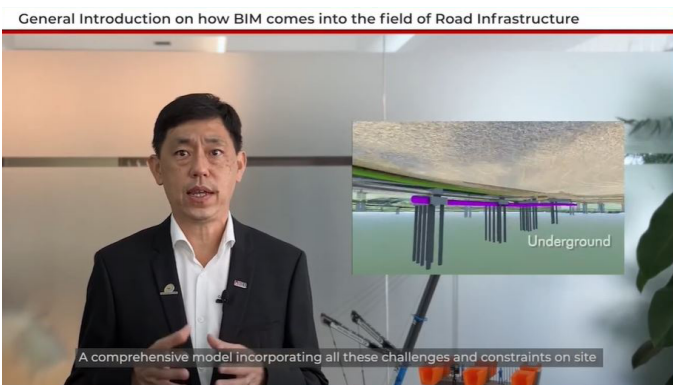 General Introduction on how BIM comes into the field of Road Infrastructure
Underground
A comprehensive model incorporating all these challenges and constraints on site